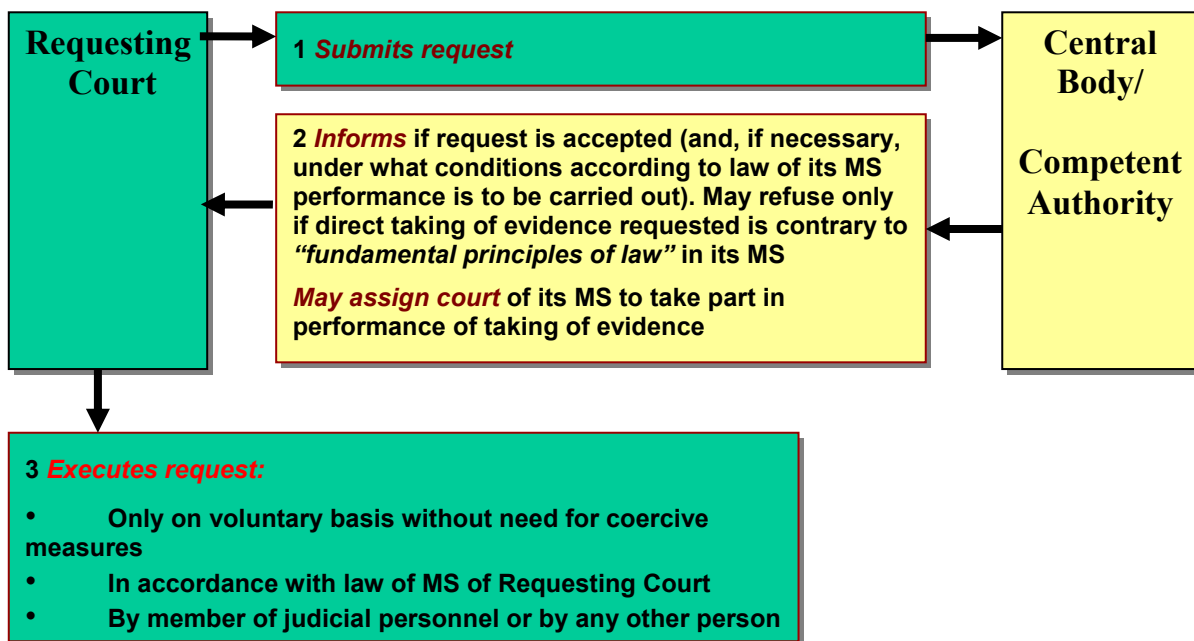 Requesting
Court
1 Submits request
Central
Body/
Competent
Authority
2 Informs if request is accepted (and, if necessary,
under what conditions according to law of its MS
performance is to be carried out). May refuse only
if direct taking of evidence requested is contrary to
“fundamental principles of law” in its MS
May assign court of its MS to take part in
performance of taking of evidence
3 Executes request:
• Only on voluntary basis without need for coercive
measures
• In accordance with law of MS of Requesting Court
• By member of judicial personnel or by any other person